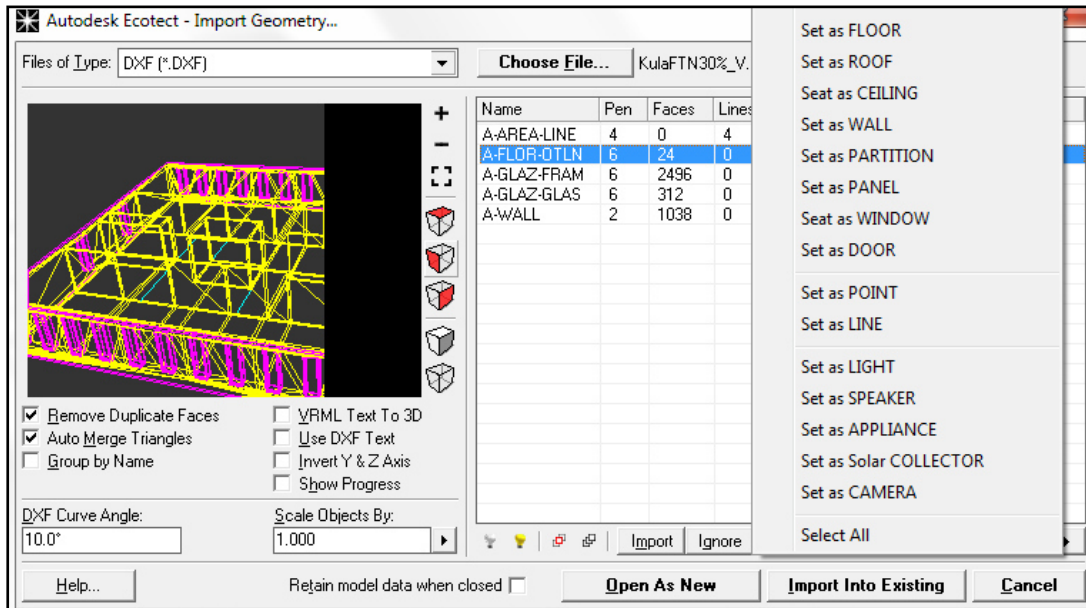 Autodesk Ecotect - Import Geometry...
Files of Type: DXF (*.DXF) Choose File... KulaFTN30%_V.
Name Pen Faces Lines
A-AREA-LINE 4 0 4
A-FLOR-OTLN 6 24 0
A-GLAZ-FRAM 6 2496 0
A-GLAZ-GLAS 6 312 0
A-WALL 2 1038 0
Remove Duplicate Faces VRML Text To 3D
Auto Merge Triangles Use DXF Text
Group by Name Invert Y & Z Axis
Show Progress
DXF Curve Angle: Scale Objects By:
10.0° 1.000
Import Ignore
Help... Retain model data when closed Open As New Import Into Existing Cancel
Set as FLOOR
Set as ROOF
Seat as CEILING
Set as WALL
Set as PARTITION
Set as PANEL
Seat as WINDOW
Set as DOOR
Set as POINT
Set as LINE
Set as LIGHT
Set as SPEAKER
Set as APPLIANCE
Set as Solar COLLECTOR
Set as CAMERA
Select All